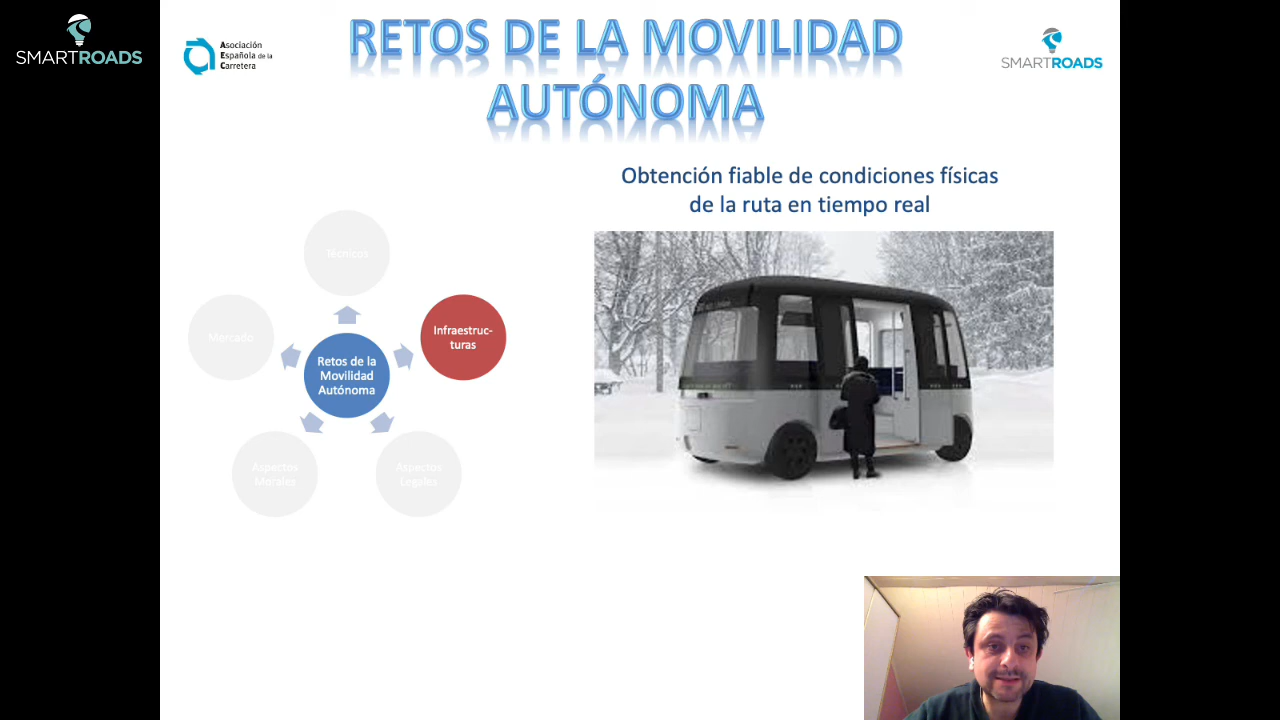 SMARTROADS
Asociación
Española de la
Carretera
RETOS DE LA MOVILIDAD
AUTÓNOMA
SMARTROADS
Obtención fiable de condiciones físicas
de la ruta en tiempo real
Técnicos
Mercado
Infraestruc-
turas
Retos de la
Movilidad
Autónoma
Aspectos
Morales
Aspectos
Legales